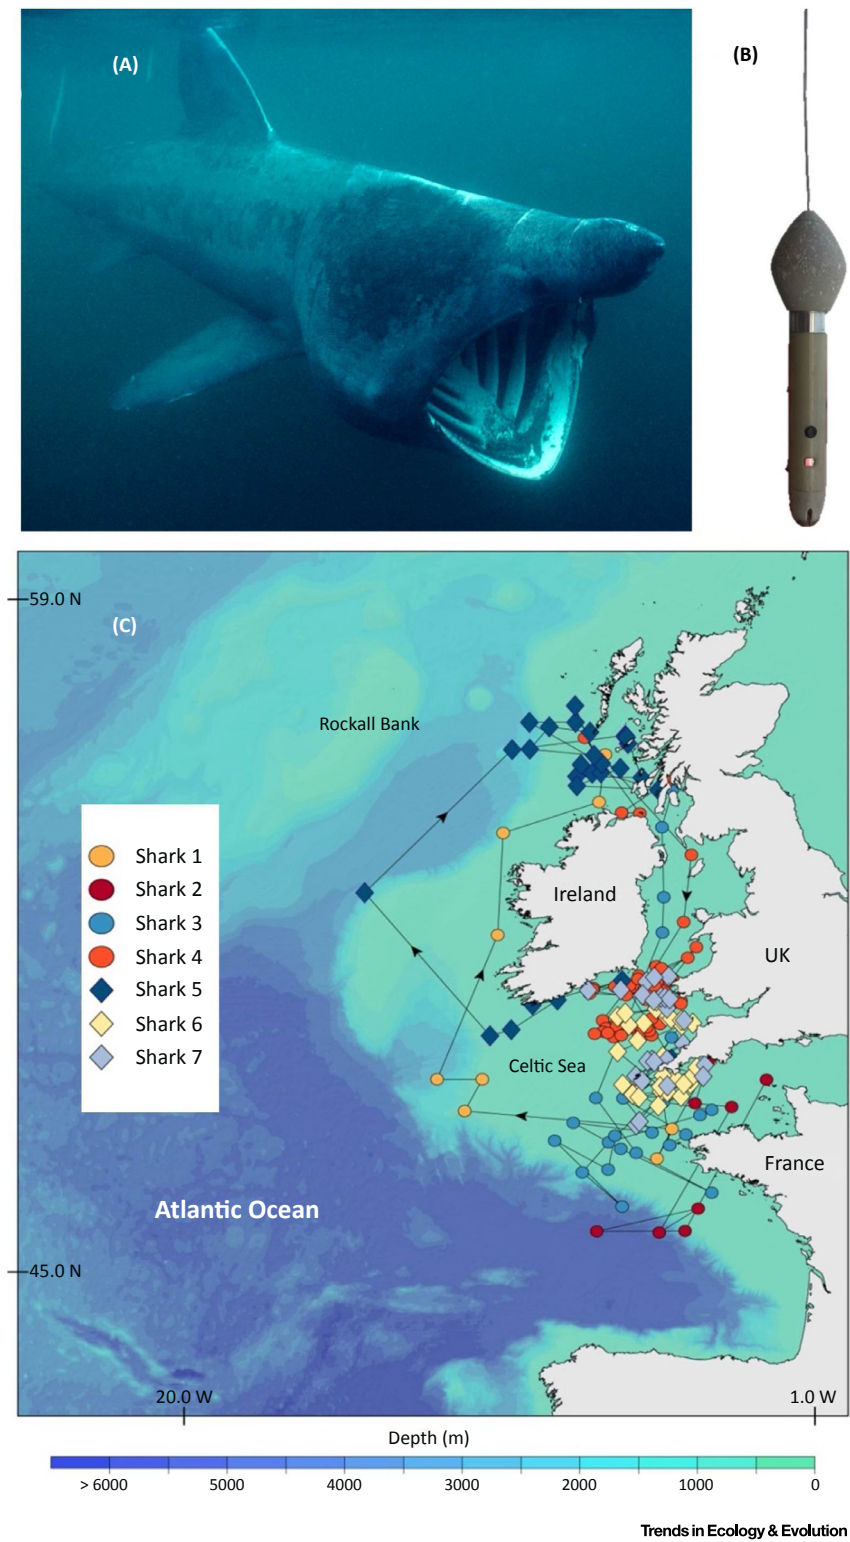 (A)
(B)
59.0 N
(C)
Rockall Bank
Shark 1
Shark 2
Shark 3
Shark 4
Shark 5
Shark 6
Shark 7
Ireland
UK
Celtic Sea
France
Atlantic Ocean
45.0 N
20.0 W
1.0 W
Depth (m)
> 6000
5000
4000
3000
2000
1000
0
Trends in Ecology & Evolution